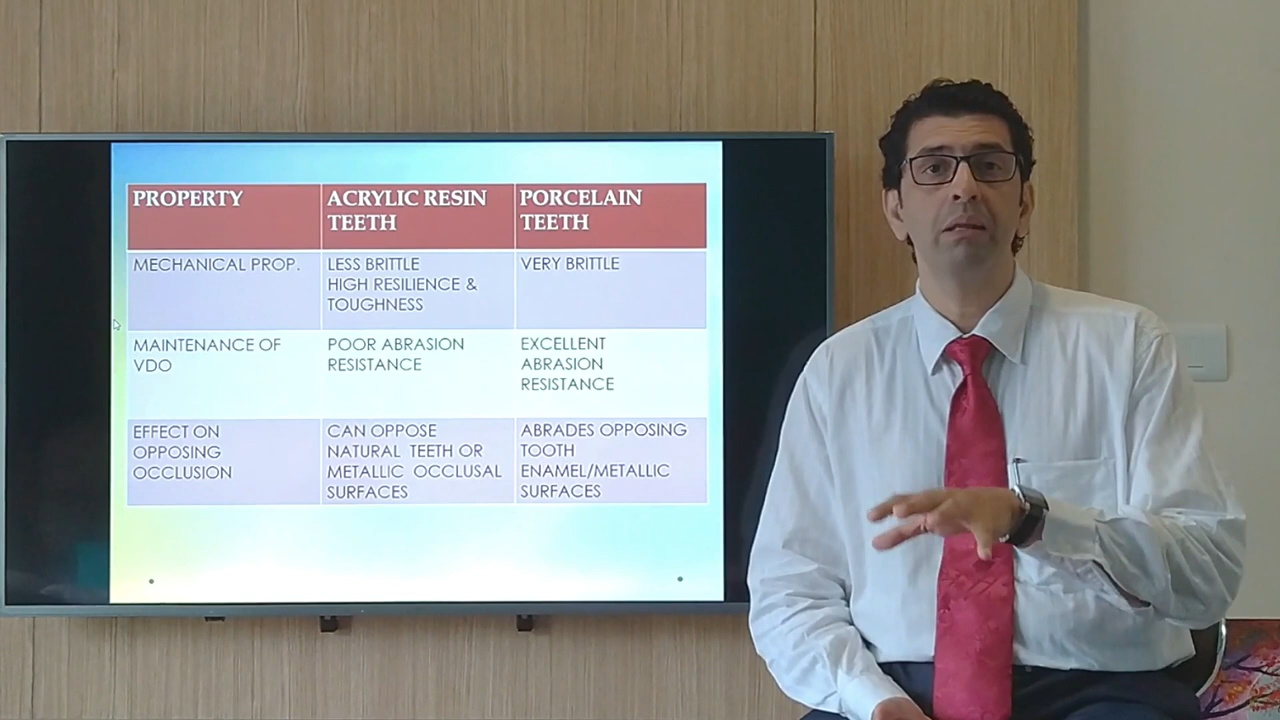 PROPERTY
ACRYLIC RESIN
TEETH
PORCELAIN
TEETH
MECHANICAL PROP.
LESS BRITTLE
HIGH RESILIENCE &
TOUGHNESS
VERY BRITTLE
MAINTENANCE OF
VDO
POOR ABRASION
RESISTANCE
EXCELLENT
ABRASION
RESISTANCE
EFFECT ON
OPPOSING
OCCLUSION
CAN OPPOSE
NATURAL TEETH OR
METALLIC OCCLUSAL
SURFACES
ABRADES OPPOSING
TOOTH
ENAMEL/METALLIC
SURFACES